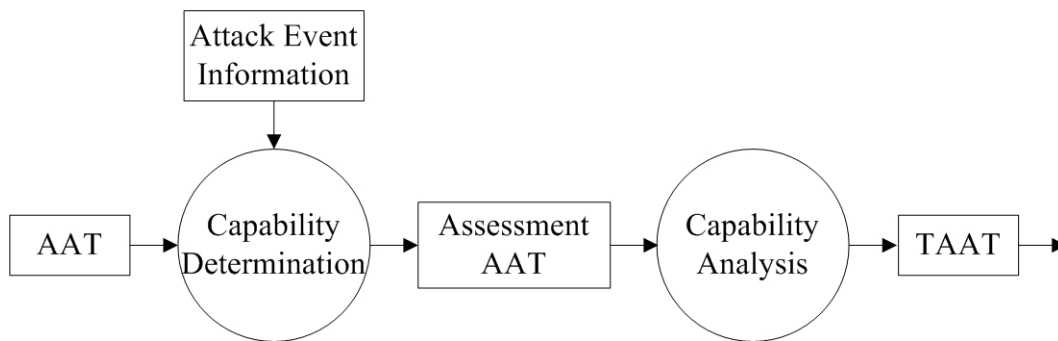 Attack Event
Information
AAT
Capability
Determination
Assessment
AAT
Capability
Analysis
TAAT